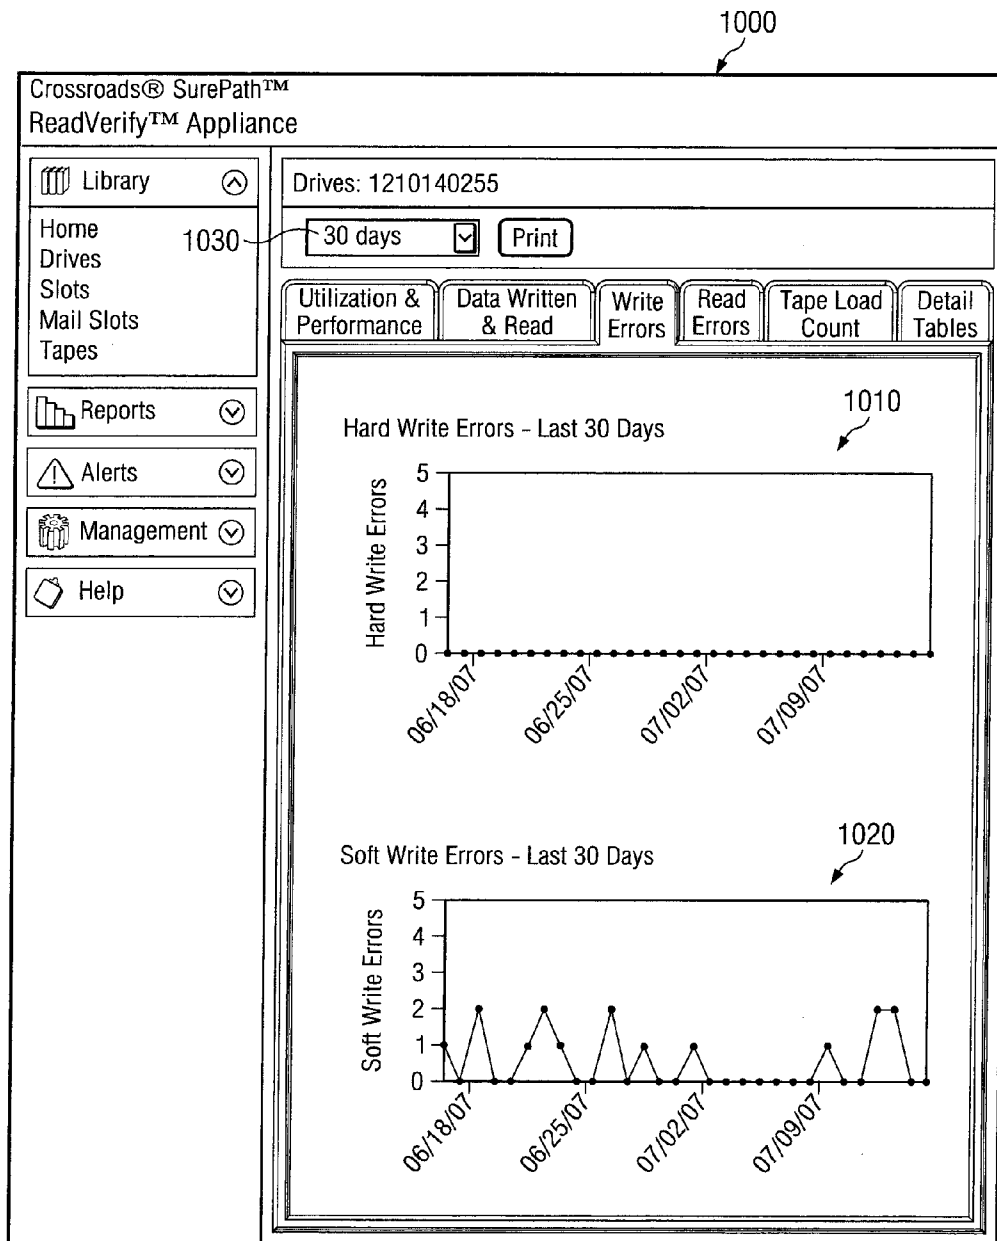 1000
Crossroads® SurePath™
ReadVerify™ Appliance
Library
Home
Drives
Slots
Mail Slots
Tapes
Reports
Alerts
Management
Help
Drives: 1210140255
1030
30 days
Print
Utilization & Performance
Data Written & Read
Write Errors
Read Errors
Tape Load Count
Detail Tables
1010
Hard Write Errors - Last 30 Days
Hard Write Errors
5
4
3
2
1
0
06/18/07
06/25/07
07/02/07
07/09/07
1020
Soft Write Errors - Last 30 Days
Soft Write Errors
5
4
3
2
1
0
06/18/07
06/25/07
07/02/07
07/09/07